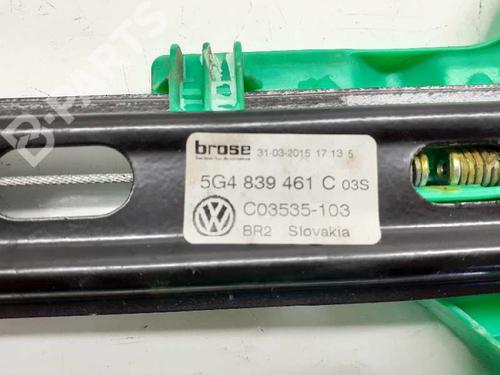 B-PARTS
brose 31-03-2015 17 13 5
5G4 839 461 C 03S
C03535-103
BR2 Slovakia